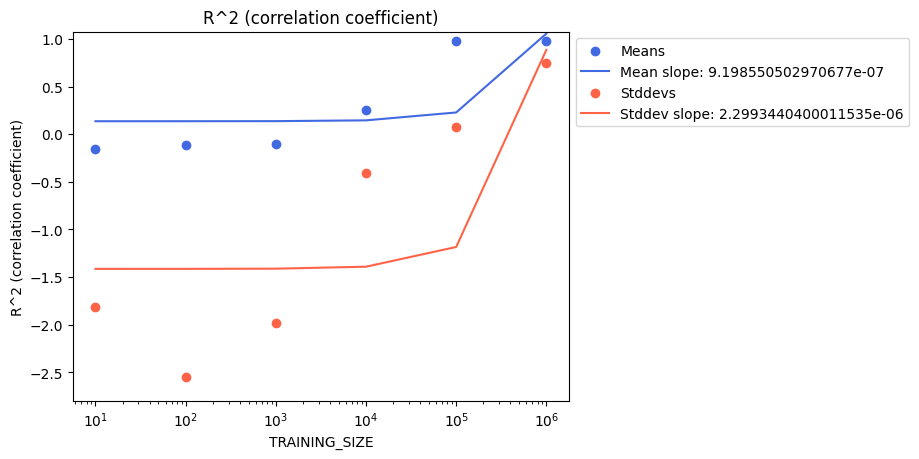 R^2 (correlation coefficient)
R^2 (correlation coefficient)
1.0
0.5
0.0
−0.5
−1.0
−1.5
−2.0
−2.5
10^1
10^2
10^3
10^4
10^5
10^6
TRAINING_SIZE
Means
Mean slope: 9.198550502970677e-07
Stddevs
Stddev slope: 2.2993440400011535e-06